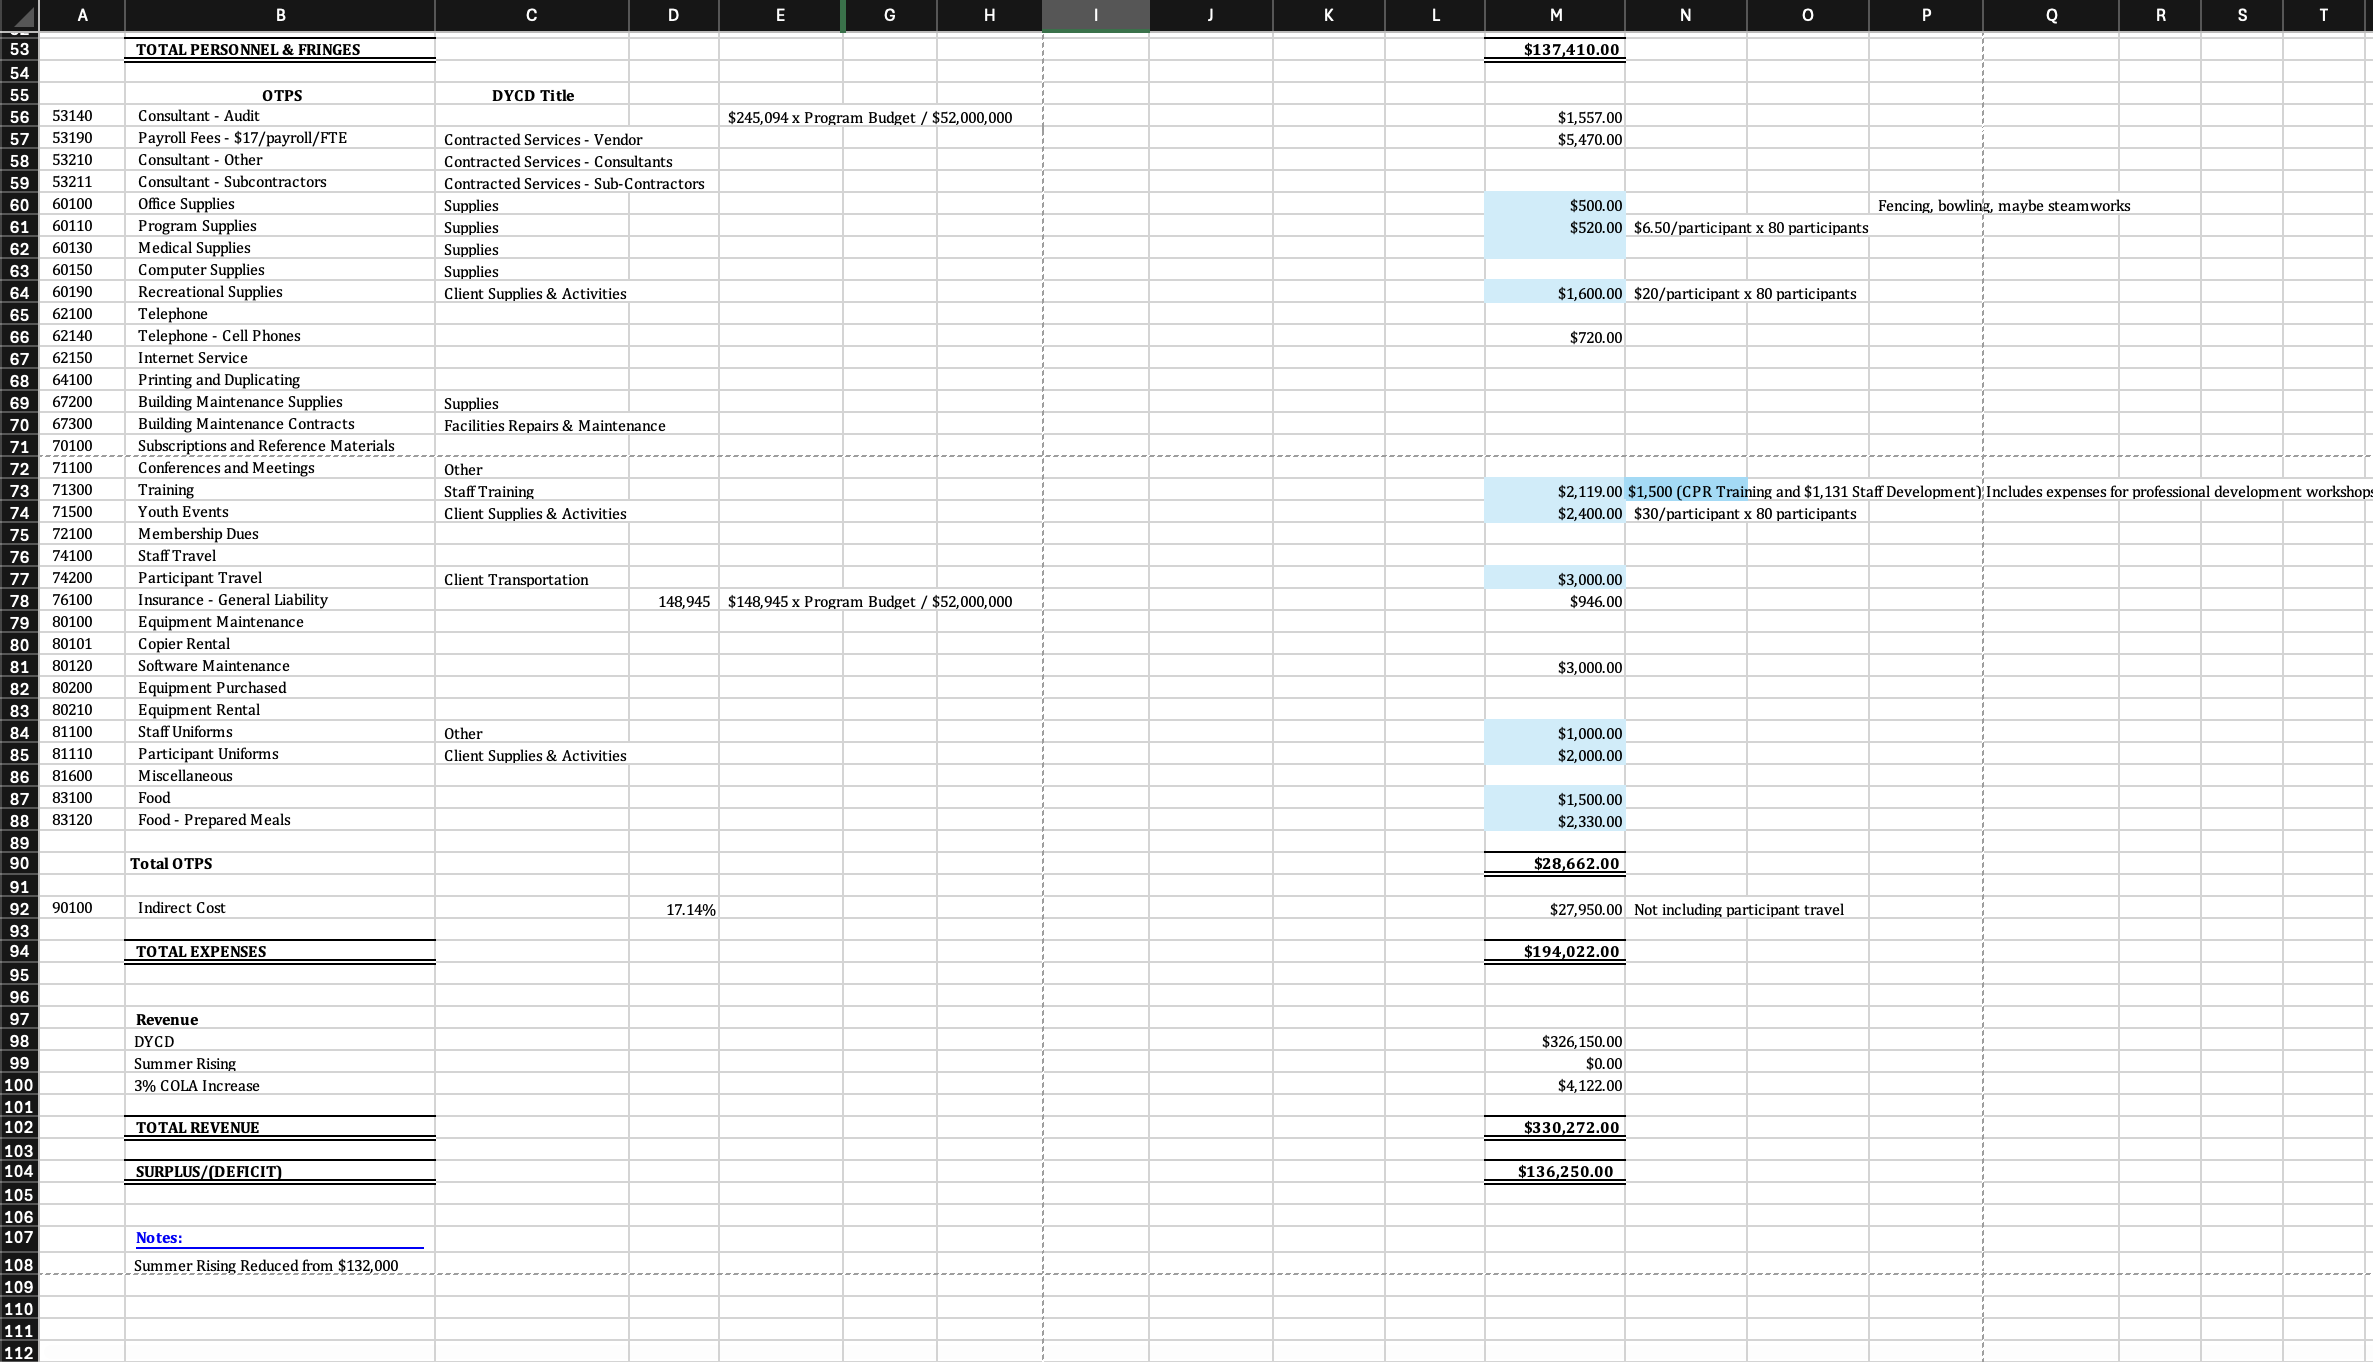 A B C D E G H I J K L M N O P Q R S T
53 TOTAL PERSONNEL & FRINGES $137,410.00
54
55 OTPS DYCD Title
56 53140 Consultant - Audit $245,094 x Program Budget / $52,000,000 $1,557.00
57 53190 Payroll Fees - $17/payroll/FTE Contracted Services - Vendor $5,470.00
58 53210 Consultant - Other Contracted Services - Consultants
59 53211 Consultant - Subcontractors Contracted Services - Sub-Contractors
60 60100 Office Supplies Supplies $500.00 Fencing, bowling, maybe steamworks
61 60110 Program Supplies Supplies $520.00 $6.50/participant x 80 participants
62 60130 Medical Supplies Supplies
63 60150 Computer Supplies Supplies
64 60190 Recreational Supplies Client Supplies & Activities $1,600.00 $20/participant x 80 participants
65 62100 Telephone
66 62140 Telephone - Cell Phones $720.00
67 62150 Internet Service
68 64100 Printing and Duplicating
69 67200 Building Maintenance Supplies Supplies
70 67300 Building Maintenance Contracts Facilities Repairs & Maintenance
71 70100 Subscriptions and Reference Materials
72 71100 Conferences and Meetings Other
73 71300 Training Staff Training $2,119.00 $1,500 (CPR Training and $1,131 Staff Development) Includes expenses for professional development workshops
74 71500 Youth Events Client Supplies & Activities $2,400.00 $30/participant x 80 participants
75 72100 Membership Dues
76 74100 Staff Travel
77 74200 Participant Travel Client Transportation $3,000.00
78 76100 Insurance - General Liability 148,945 $148,945 x Program Budget / $52,000,000 $946.00
79 80100 Equipment Maintenance
80 80101 Copier Rental
81 80120 Software Maintenance $3,000.00
82 80200 Equipment Purchased
83 80210 Equipment Rental
84 81100 Staff Uniforms Other $1,000.00
85 81110 Participant Uniforms Client Supplies & Activities $2,000.00
86 81600 Miscellaneous
87 83100 Food $1,500.00
88 83120 Food - Prepared Meals $2,330.00
89
90 Total OTPS $28,662.00
91
92 90100 Indirect Cost 17.14% $27,950.00 Not including participant travel
93
94 TOTAL EXPENSES $194,022.00
95
96
97 Revenue
98 DYCD $326,150.00
99 Summer Rising $0.00
100 3% COLA Increase $4,122.00
101
102 TOTAL REVENUE $330,272.00
103
104 SURPLUS/(DEFICIT) $136,250.00
105
106
107 Notes:
108 Summer Rising Reduced from $132,000
109
110
111
112